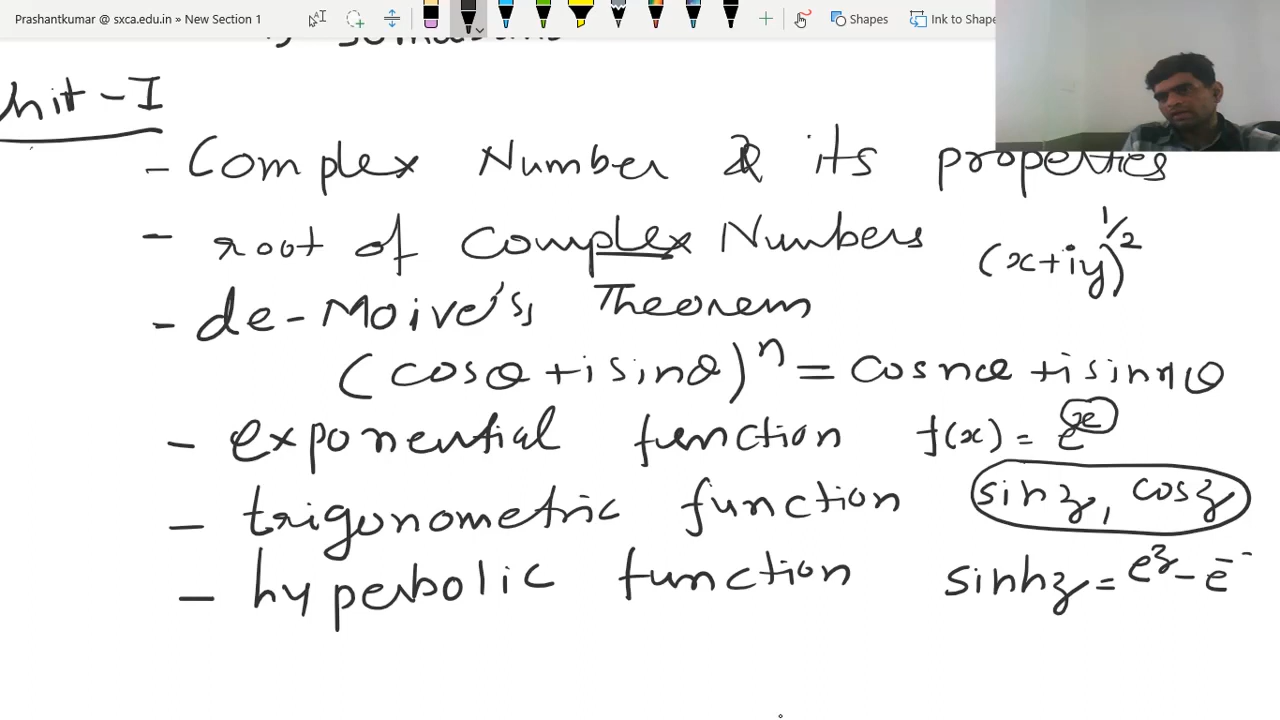 Prashantkumar @ sxca.edu.in » New Section 1
Shapes
Ink to Shape
Unit - I
- Complex Number & its properties
- root of Complex Numbers (x+iy)^1/2
- de-Moive's Theorem
(cosθ + i sinθ)^n = cos nθ + i sin nθ
- exponential function f(x) = e^x
- trigonometric function sin z, cos z
- hyperbolic function sinh z = e^z - e^-